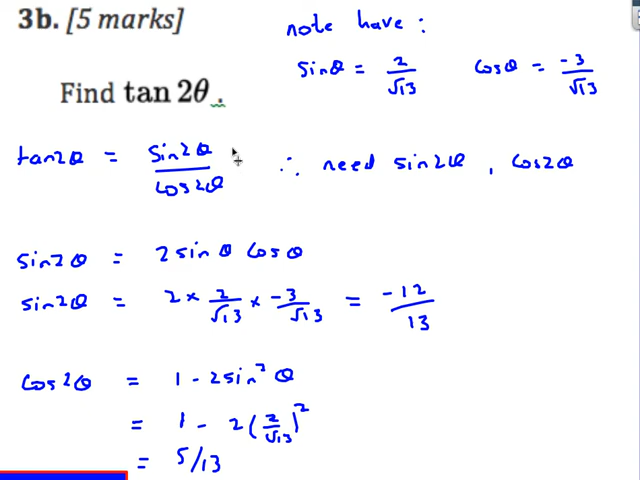 3b. [5 marks]
note have :
sinθ = 2/√13   cosθ = -3/√13
Find tan 2θ .
tan2θ = sin2θ/cos2θ   ∴ need sin2θ , cos2θ
sin2θ = 2sinθ cosθ
sin2θ = 2 × 2/√13 × -3/√13 = -12/13
cos2θ = 1 - 2sin²θ
= 1 - 2(2/√13)²
= 5/13